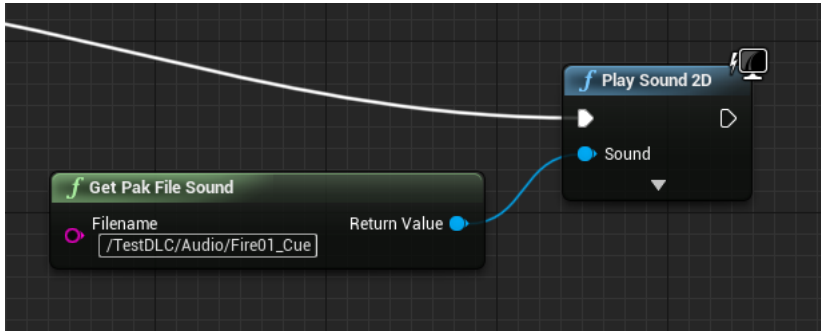 f Play Sound 2D
Sound
f Get Pak File Sound
Filename
Return Value
/TestDLC/Audio/Fire01_Cue